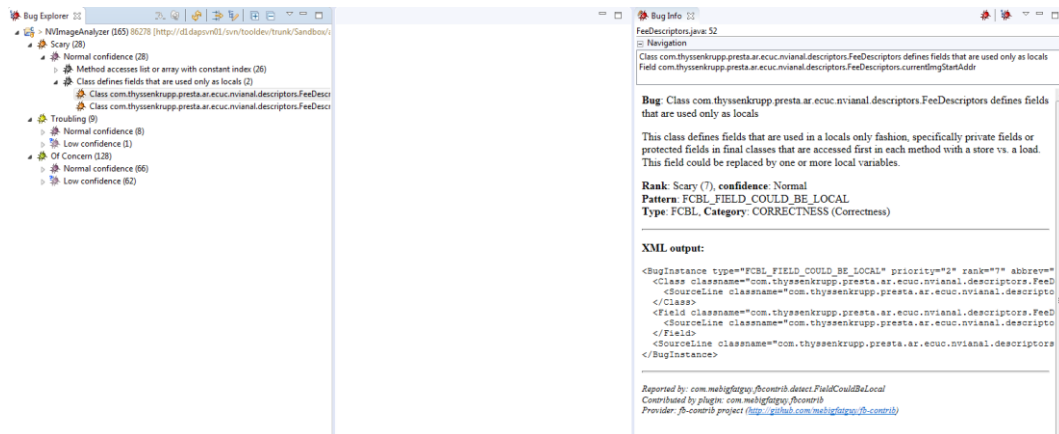 Bug Explorer
NVImageAnalyzer (165) 86278 [http://d1dapsvn01/svn/tooldev/trunk/Sandbox/
Scary (28)
Normal confidence (28)
Method accesses list or array with constant index (26)
Class defines fields that are used only as locals (2)
Class com.thyssenkrupp.presta.ar.ecuc.nvianal.descriptors.FeeDescr
Class com.thyssenkrupp.presta.ar.ecuc.nvianal.descriptors.FeeDescr
Troubling (9)
Normal confidence (8)
Low confidence (1)
Of Concern (128)
Normal confidence (66)
Low confidence (62)
Bug Info
FeeDescriptors.java: 52
Navigation
Class com.thyssenkrupp.presta.ar.ecuc.nvianal.descriptors.FeeDescriptors defines fields that are used only as locals
Field com.thyssenkrupp.presta.ar.ecuc.nvianal.descriptors.FeeDescriptors.currentImgStartAddr
Bug: Class com.thyssenkrupp.presta.ar.ecuc.nvianal.descriptors.FeeDescriptors defines fields
that are used only as locals
This class defines fields that are used in a locals only fashion, specifically private fields or
protected fields in final classes that are accessed first in each method with a store vs. a load.
This field could be replaced by one or more local variables.
Rank: Scary (7), confidence: Normal
Pattern: FCBL_FIELD_COULD_BE_LOCAL
Type: FCBL, Category: CORRECTNESS (Correctness)
XML output:
<BugInstance type="FCBL_FIELD_COULD_BE_LOCAL" priority="2" rank="7" abbrev="
<Class classname="com.thyssenkrupp.presta.ar.ecuc.nvianal.descriptors.FeeD
<SourceLine classname="com.thyssenkrupp.presta.ar.ecuc.nvianal.descripto
</Class>
<Field classname="com.thyssenkrupp.presta.ar.ecuc.nvianal.descriptors.FeeD
<SourceLine classname="com.thyssenkrupp.presta.ar.ecuc.nvianal.descripto
</Field>
<SourceLine classname="com.thyssenkrupp.presta.ar.ecuc.nvianal.descriptors
</BugInstance>
Reported by: com.mebigfatguy.fbcontrib.detect.FieldCouldBeLocal
Contributed by plugin: com.mebigfatguy.fbcontrib
Provider: fb-contrib project (http://github.com/mebigfatguy/fb-contrib)